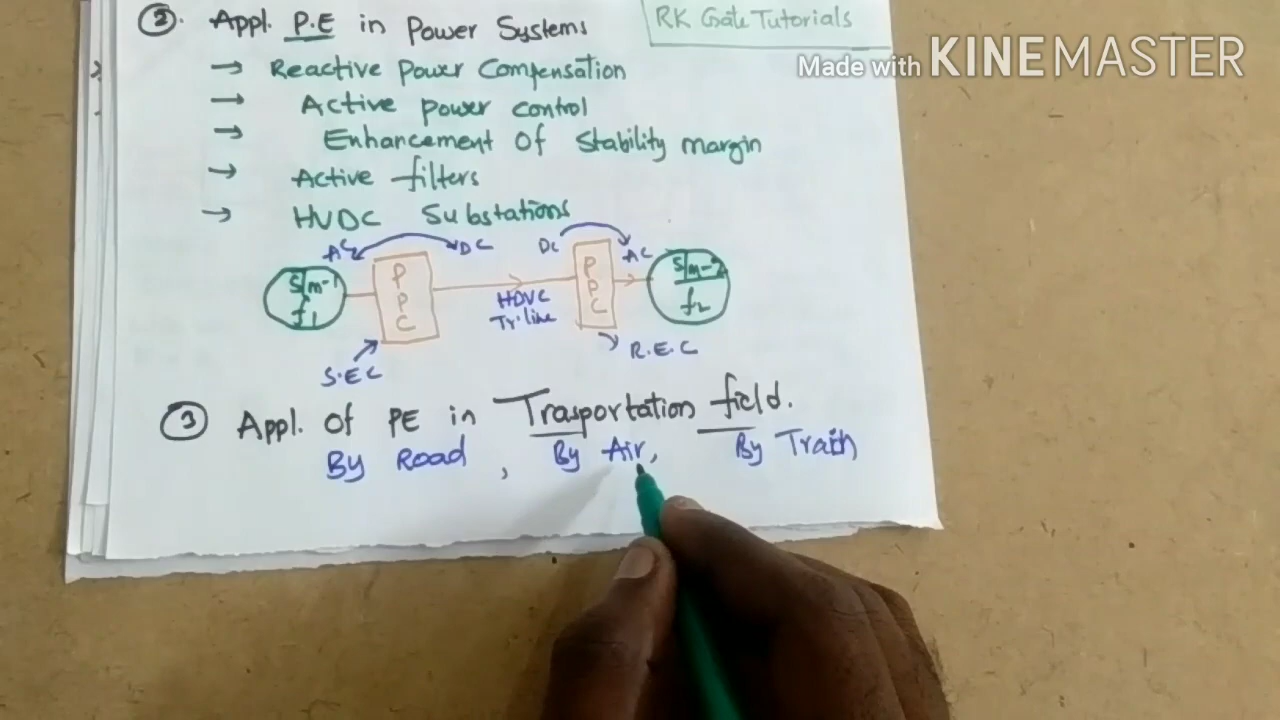 ②. Appl. P.E in Power Systems
RK Gate Tutorials
Made with KINEMASTER
→ Reactive Power Compensation
→ Active power control
→ Enhancement Of Stability margin
→ Active filters
→ HVDC Substations
AC DC DC AC
S/m-1 P P S/m-2
f1 P P f2
C C
HDVC
Tr. line
S.E.C R.E.C
③ Appl. of PE in Trasportation field.
By Road , By Air, By Train